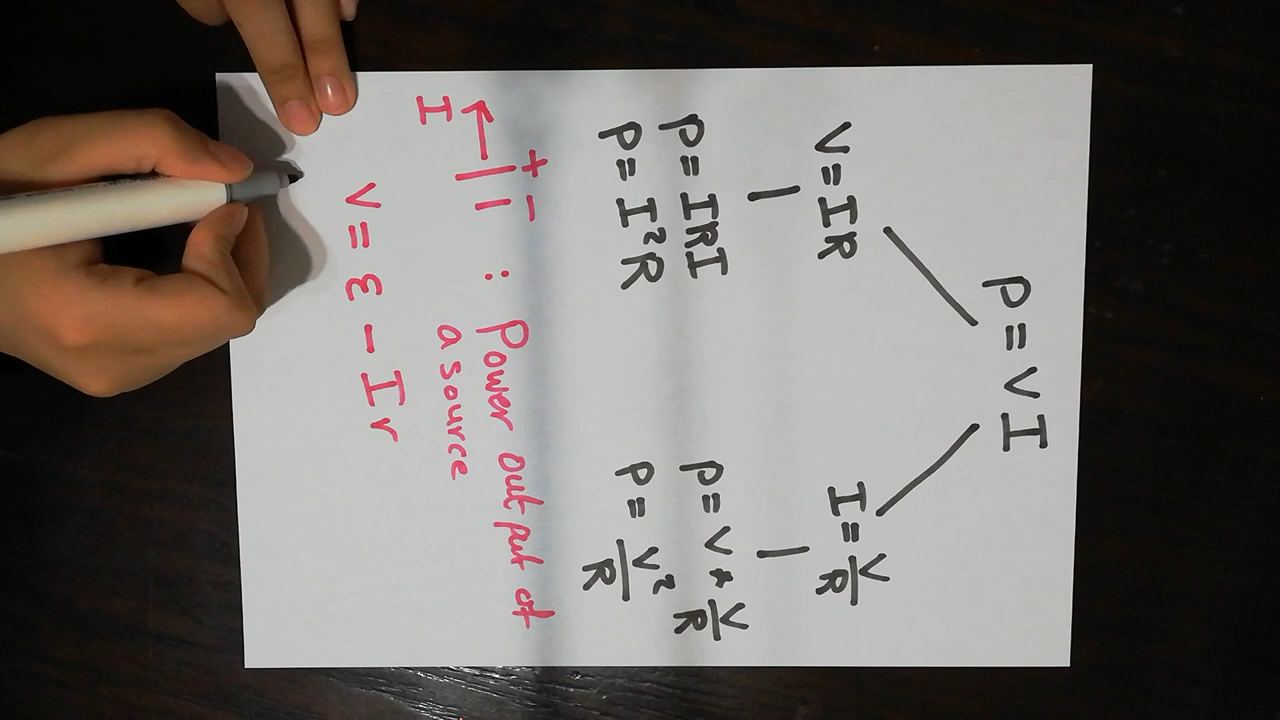 P = VI
V = IR
I = V/R
P = IRI
P = I²R
P = V * V/R
P = V²/R
+ -
I
: Power output of
a source
V = ε - Ir